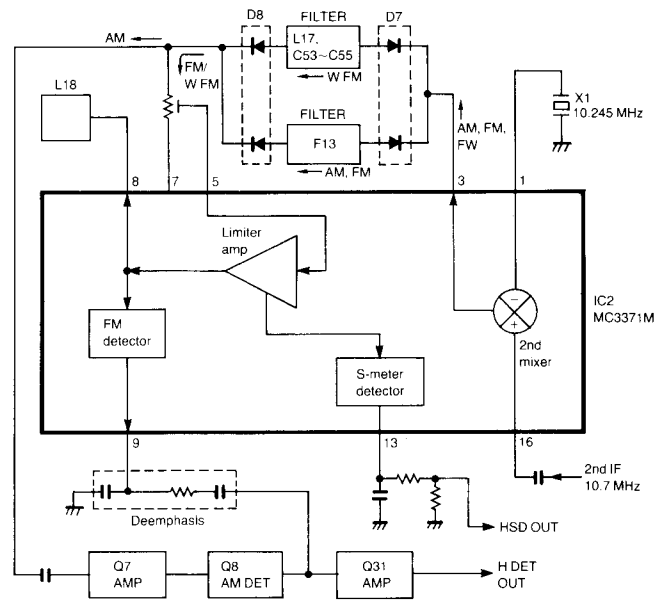 D8
FILTER
D7
AM
L17,
C53~C55
FM/
W FM
W FM
X1
10.245 MHz
L18
FILTER
F13
AM, FM,
FW
AM, FM
8
7
5
3
1
Limiter
amp
FM
detector
S-meter
detector
−
+
2nd
mixer
IC2
MC3371M
9
13
16
2nd IF
10.7 MHz
Deemphasis
HSD OUT
Q7
AMP
Q8
AM DET
Q31
AMP
H DET
OUT